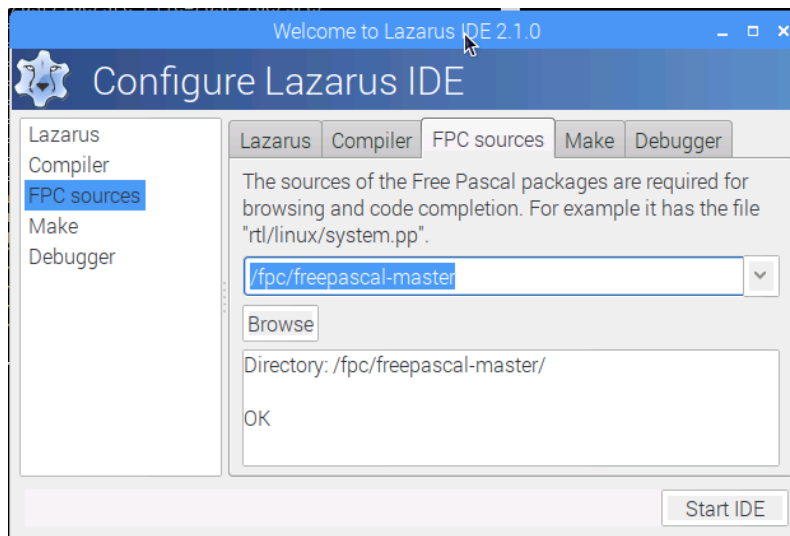 Welcome to Lazarus IDE 2.1.0
Configure Lazarus IDE
Lazarus
Compiler
FPC sources
Make
Debugger
Lazarus Compiler FPC sources Make Debugger
The sources of the Free Pascal packages are required for
browsing and code completion. For example it has the file
"rtl/linux/system.pp".
/fpc/freepascal-master
Browse
Directory: /fpc/freepascal-master/
OK
Start IDE